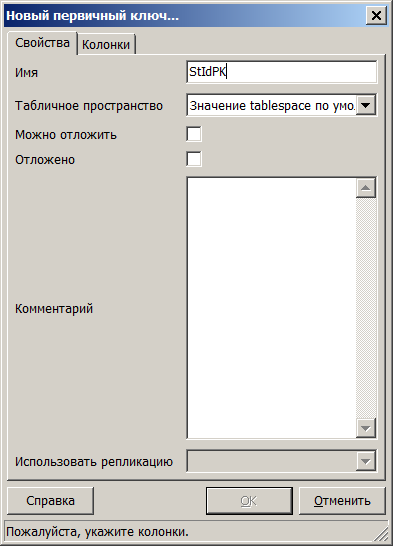 Новый первичный ключ...
Свойства Колонки
Имя StIdPK
Табличное пространство Значение tablespace по умо.
Можно отложить
Отложено
Комментарий
Использовать репликацию
Справка OK Отменить
Пожалуйста, укажите колонки.